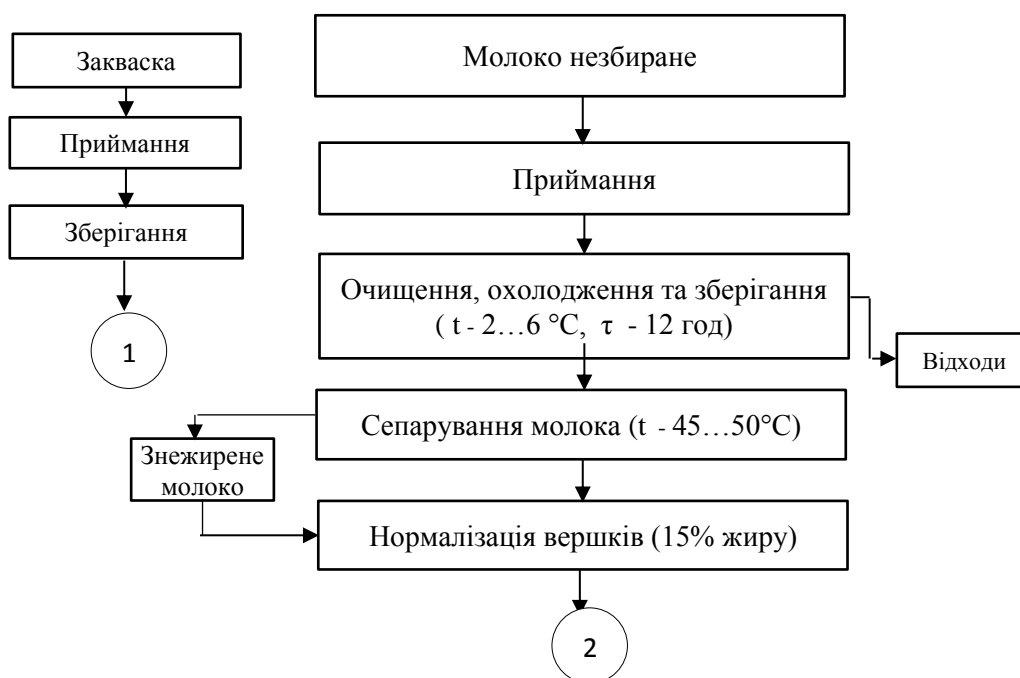 Закваска
Приймання
Зберігання
1
Молоко незбиране
Приймання
Очищення, охолодження та зберігання
( t - 2…6 °С, τ - 12 год)
Відходи
Сепарування молока (t - 45…50°С)
Знежирене
молоко
Нормалізація вершків (15% жиру)
2